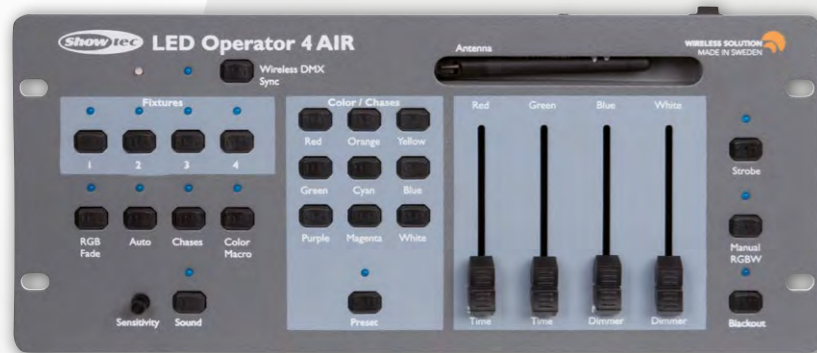 showtec LED Operator 4 AIR
WIRELESS SOLUTION
MADE IN SWEDEN
Antenna
Wireless DMX
Sync
Fixtures
1 2 3 4
RGB
Fade
Auto
Chases
Color
Macro
Sensitivity
Sound
Color / Chases
Red Orange Yellow
Green Cyan Blue
Purple Magenta White
Preset
Red Green Blue White
Time Time Dimmer Dimmer
Strobe
Manual
RGBW
Blackout